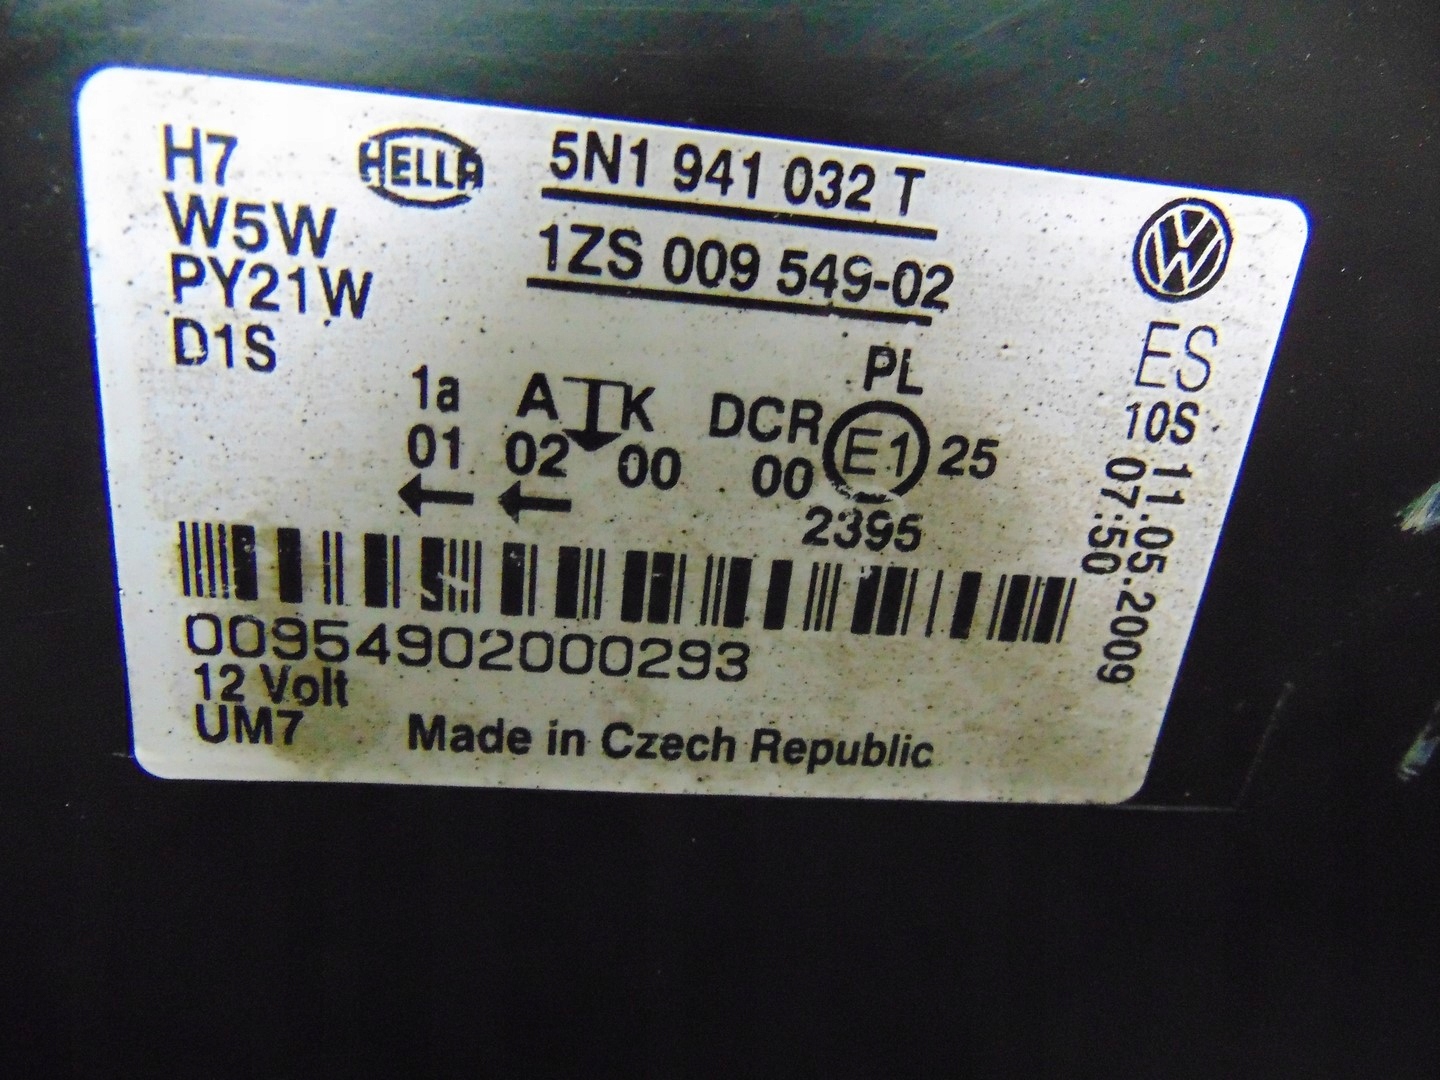 H7
W5W
PY21W
D1S
HELLA
5N1 941 032 T
1ZS 009 549-02
PL
1a A K DCR E1 25
01 02 00 00
2395
ES
10S 11.05.2009
07:50
00954902000293
12 Volt
UM7
Made in Czech Republic